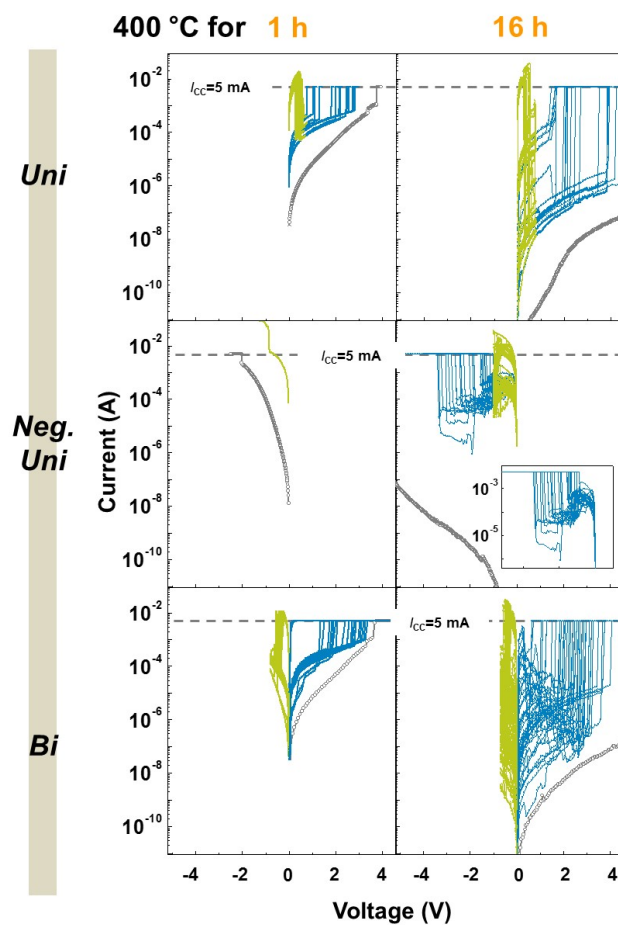 400 °C for 1 h 16 h
Uni
Neg.
Uni
Bi
Current (A)
10⁻²
10⁻⁴
10⁻⁶
10⁻⁸
10⁻¹⁰
I_CC=5 mA
10⁻²
10⁻⁴
10⁻⁶
10⁻⁸
10⁻¹⁰
I_CC=5 mA
10⁻³
10⁻⁵
10⁻²
10⁻⁴
10⁻⁶
10⁻⁸
10⁻¹⁰
I_CC=5 mA
-4 -2 0 2 4 -4 -2 0 2 4
Voltage (V)